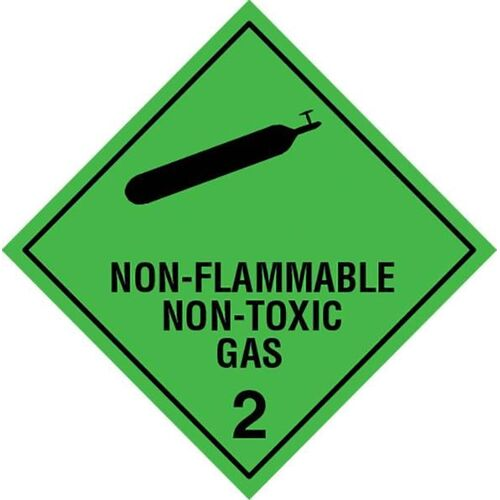 NON-FLAMMABLE
NON-TOXIC
GAS
2